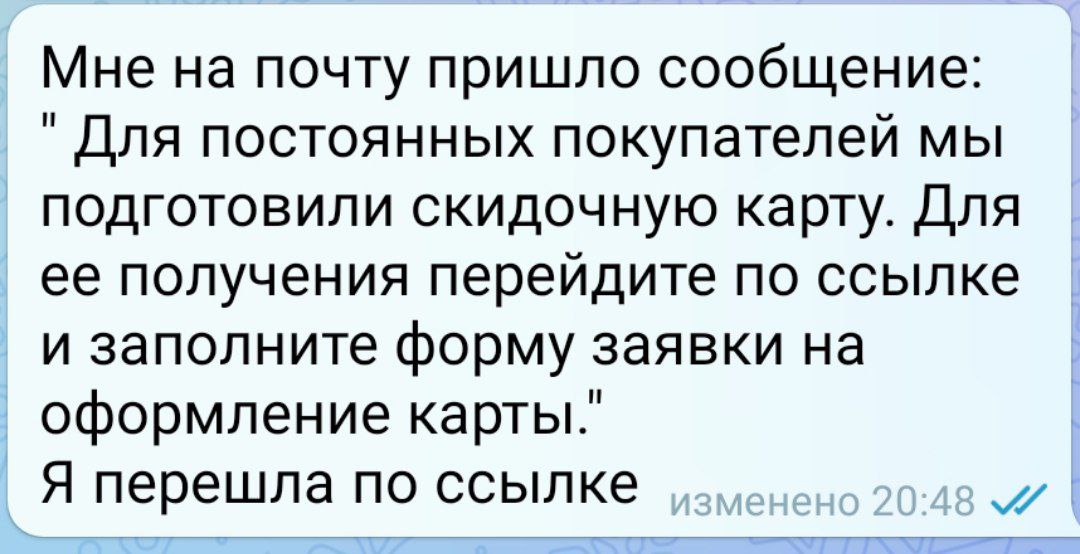 Мне на почту пришло сообщение:
" Для постоянных покупателей мы
подготовили скидочную карту. Для
ее получения перейдите по ссылке
и заполните форму заявки на
оформление карты."
Я перешла по ссылке
изменено 20:48